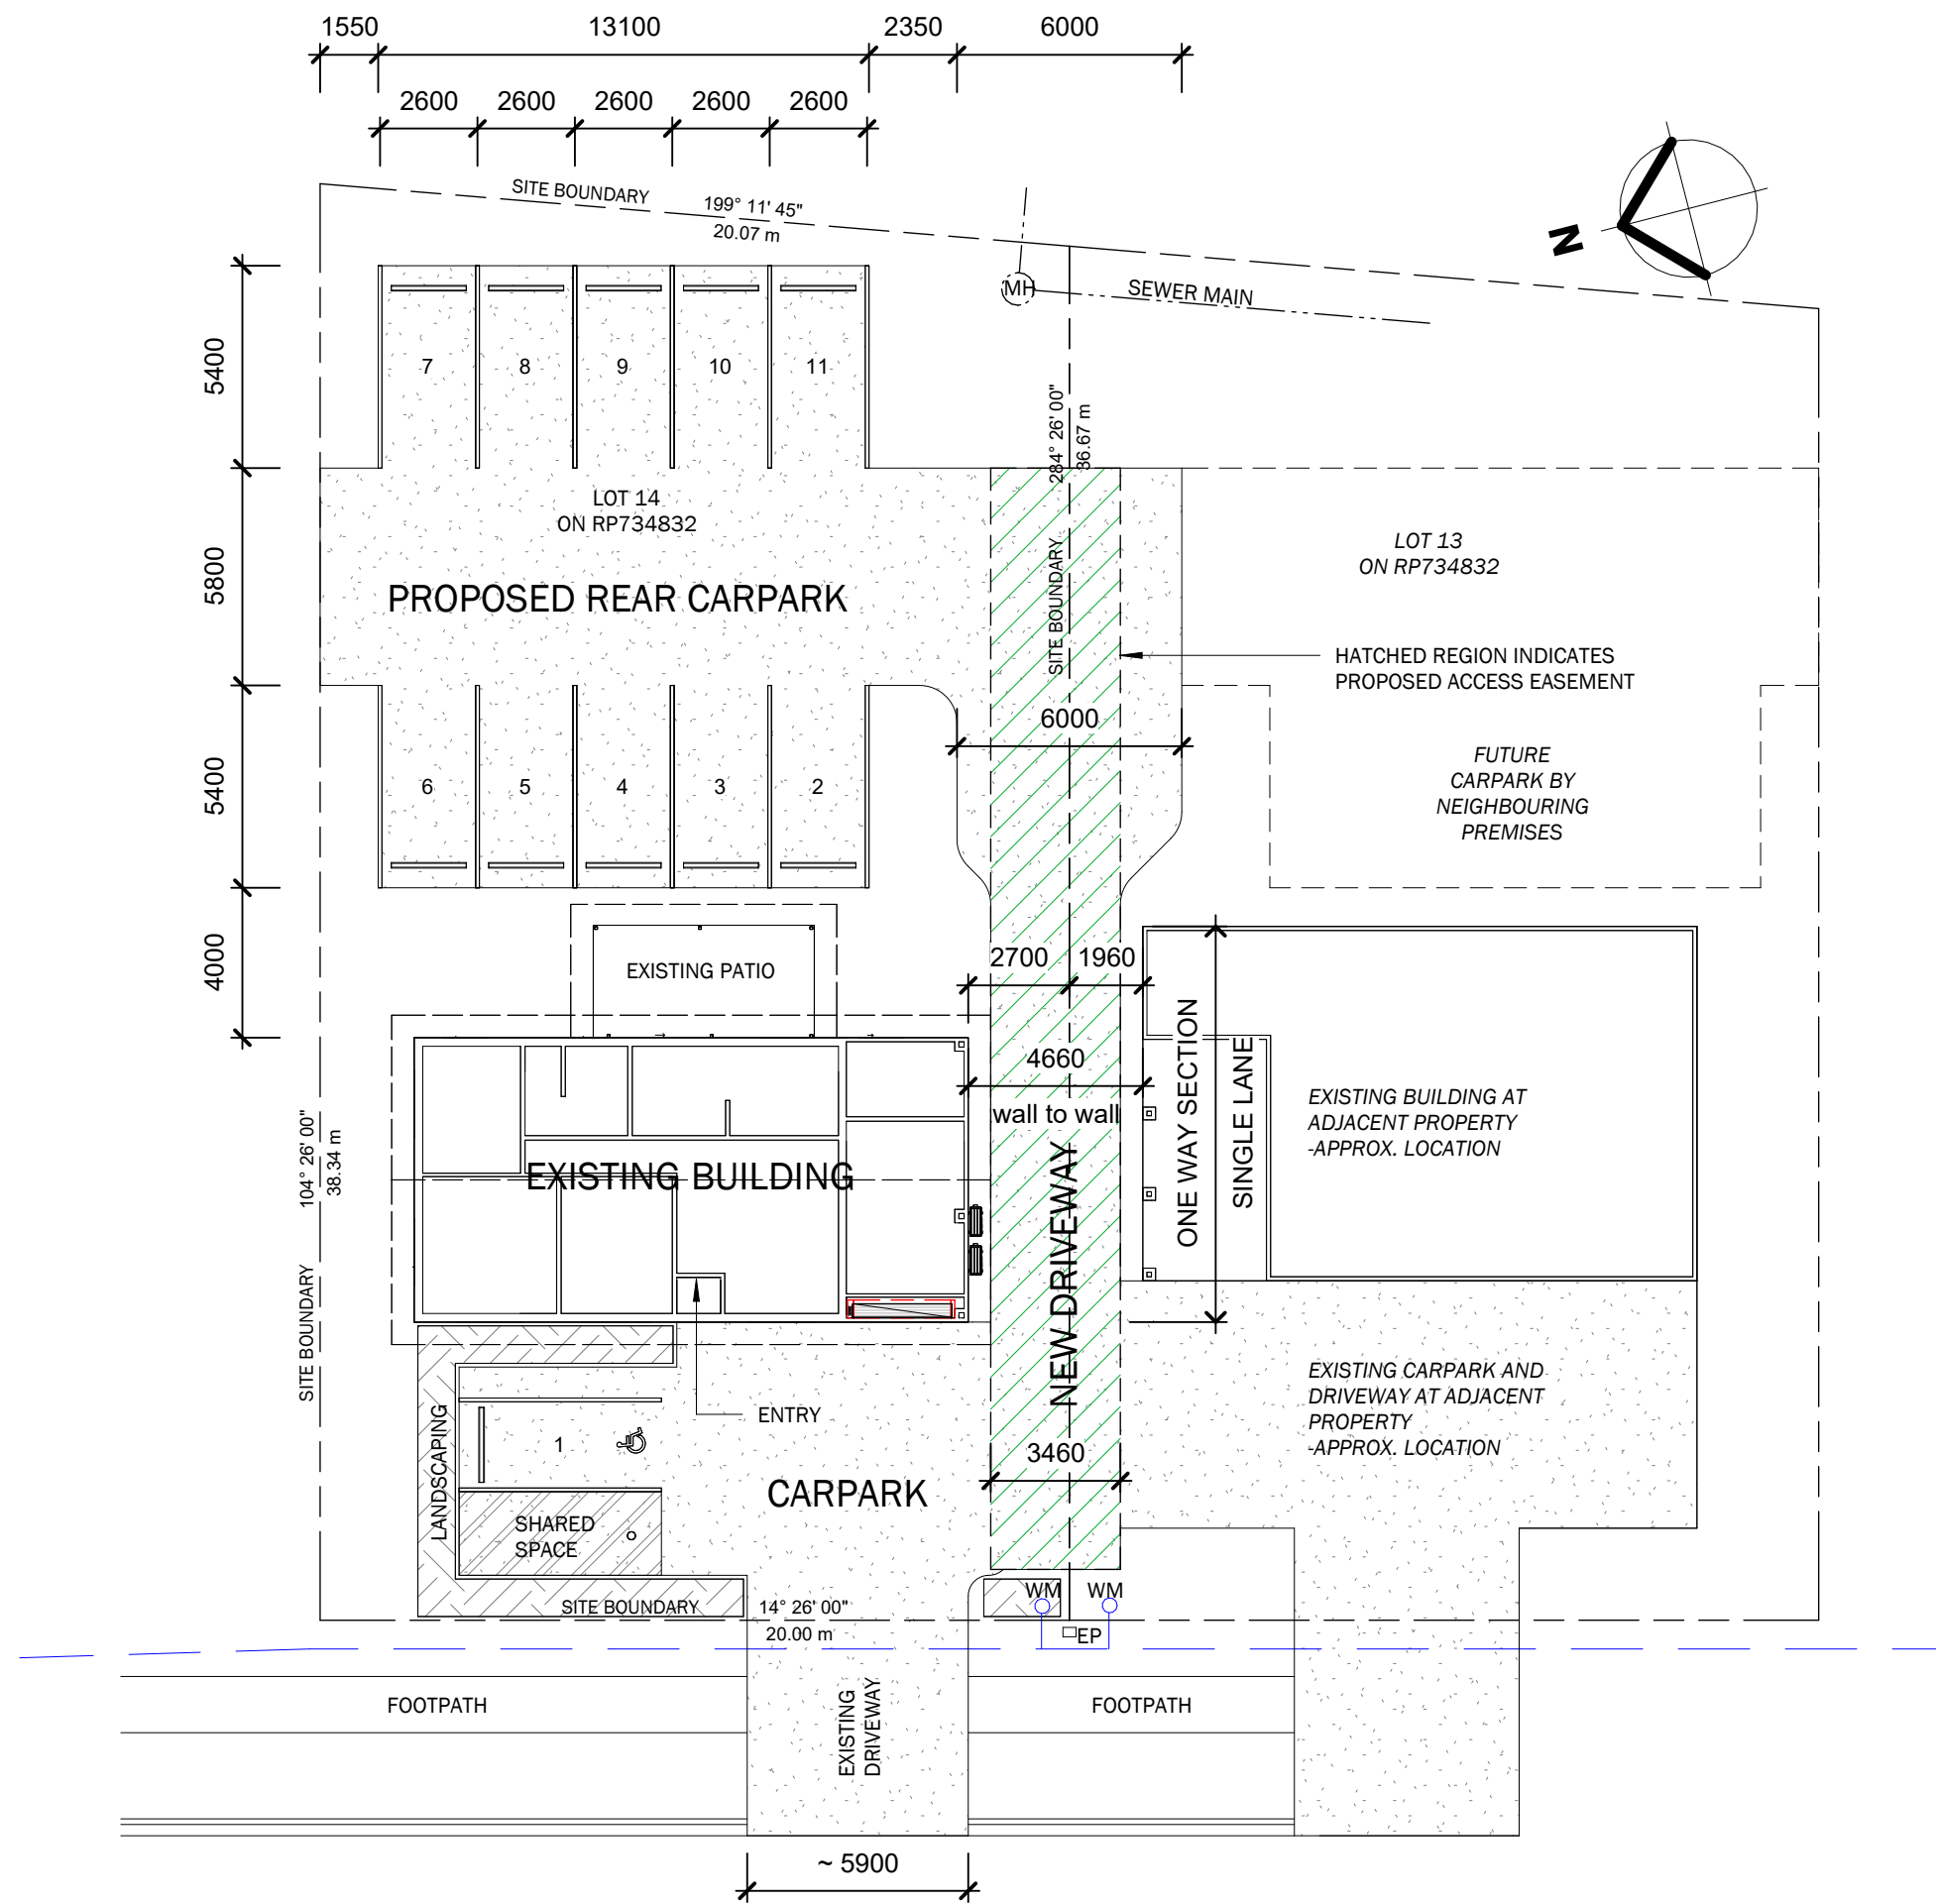 1550
13100
2350
6000
2600
2600
2600
2600
2600
SITE BOUNDARY
199° 11' 45"
20.07 m
N
MH
SEWER MAIN
5400
7
8
9
10
11
284° 26' 00"
36.67 m
LOT 14
ON RP734832
LOT 13
ON RP734832
5800
PROPOSED REAR CARPARK
SITE BOUNDARY
HATCHED REGION INDICATES
PROPOSED ACCESS EASEMENT
6000
5400
6
5
4
3
2
FUTURE
CARPARK BY
NEIGHBOURING
PREMISES
4000
EXISTING PATIO
2700
1960
4660
wall to wall
ONE WAY SECTION
SINGLE LANE
EXISTING BUILDING AT
ADJACENT PROPERTY
-APPROX. LOCATION
104° 26' 00"
38.34 m
EXISTING BUILDING
NEW DRIVEWAY
SITE BOUNDARY
ENTRY
EXISTING CARPARK AND
DRIVEWAY AT ADJACENT
PROPERTY
-APPROX. LOCATION
LANDSCAPING
1
3460
CARPARK
SHARED
SPACE
SITE BOUNDARY
14° 26' 00"
20.00 m
WM
WM
EP
FOOTPATH
EXISTING
DRIVEWAY
FOOTPATH
~ 5900